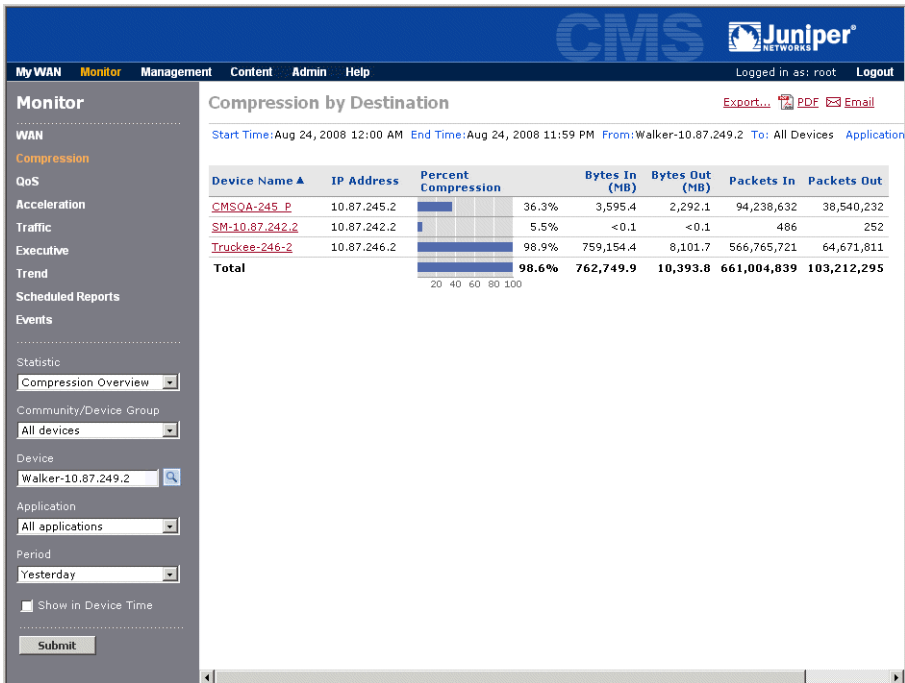 CMS
Juniper®
NETWORKS
My WAN Monitor Management Content Admin Help Logged in as: root Logout
Monitor
WAN
Compression
QoS
Acceleration
Traffic
Executive
Trend
Scheduled Reports
Events
Statistic
Compression Overview
Community/Device Group
All devices
Device
Walker-10.87.249.2
Application
All applications
Period
Yesterday
Show in Device Time
Submit
Compression by Destination
Export... PDF Email
Start Time:Aug 24, 2008 12:00 AM End Time:Aug 24, 2008 11:59 PM From:Walker-10.87.249.2 To: All Devices Application
Device Name▲ IP Address Percent Compression Bytes In (MB) Bytes Out (MB) Packets In Packets Out
CMSQA-245_P 10.87.245.2 36.3% 3,595.4 2,292.1 94,238,632 38,540,232
SM-10.87.242.2 10.87.242.2 5.5% <0.1 <0.1 486 252
Truckee-246-2 10.87.246.2 98.9% 759,154.4 8,101.7 566,765,721 64,671,811
Total 98.6% 762,749.9 10,393.8 661,004,839 103,212,295
20 40 60 80 100